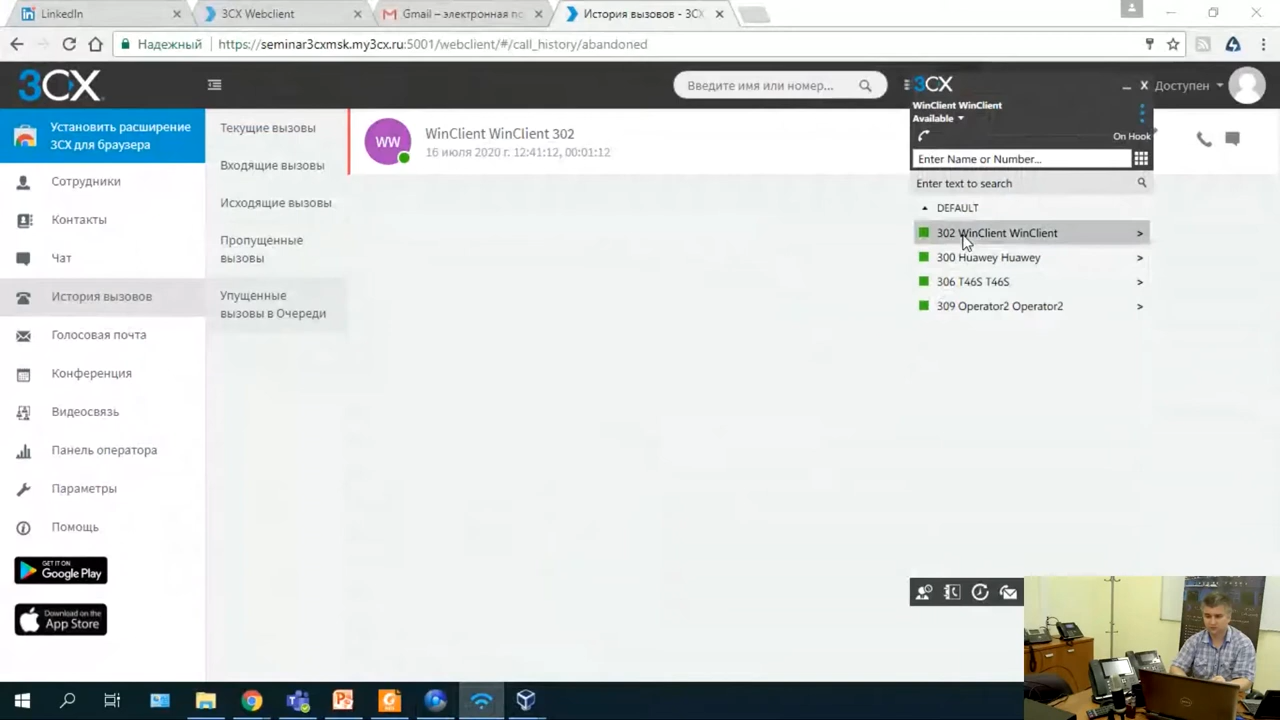 LinkedIn
3CX Webclient
Gmail – электронная по
История вызовов - 3CX
Надежный
https://seminar3cxmsk.my3cx.ru:5001/webclient/#/call_history/abandoned
3CX
Введите имя или номер...
Доступен
Установить расширение
3CX для браузера
Сотрудники
Контакты
Чат
История вызовов
Голосовая почта
Конференция
Видеосвязь
Панель оператора
Параметры
Помощь
GET IT ON
Google Play
Download on the
App Store
Текущие вызовы
Входящие вызовы
Исходящие вызовы
Пропущенные
вызовы
Упущенные
вызовы в Очереди
WW
WinClient WinClient 302
16 июля 2020 г. 12:41:12, 00:01:12
3CX
WinClient WinClient
Available
On Hook
Enter Name or Number...
Enter text to search
DEFAULT
302 WinClient WinClient
300 Huawey Huawey
306 T46S T46S
309 Operator2 Operator2